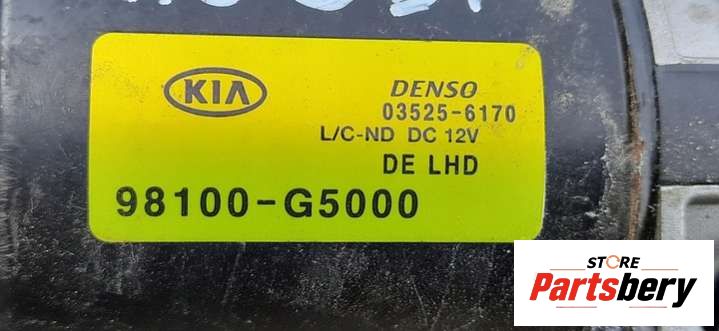 KIA
DENSO
03525-6170
L/C-ND DC 12V
DE LHD
98100-G5000
STORE
Partsbery